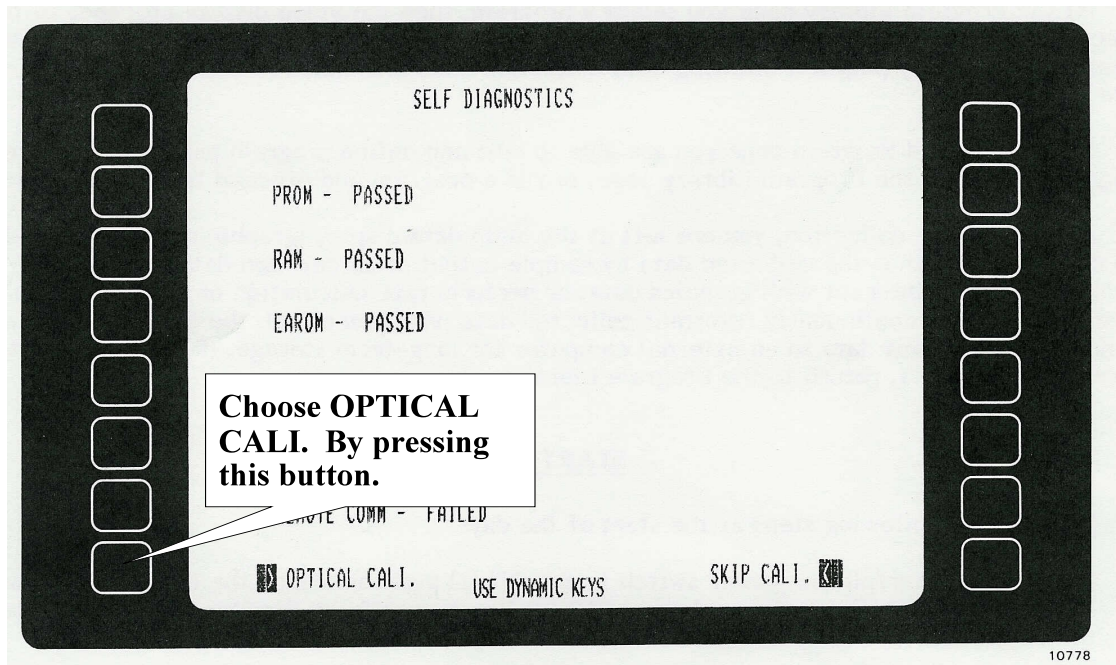 SELF DIAGNOSTICS
PROM - PASSED
RAM - PASSED
EAROM - PASSED
Choose OPTICAL
CALI. By pressing
this button.
COMM - FAILED
OPTICAL CALI.
USE DYNAMIC KEYS
SKIP CALI.
10778